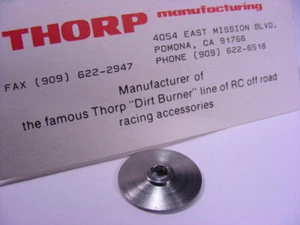 THORP manufacturing
4054 EAST MISSION BLVD.
POMONA, CA 91766
PHONE (909) 622-6518
FAX (909) 622-2947
Manufacturer of
the famous Thorp "Dirt Burner" line of RC off road
racing accessories